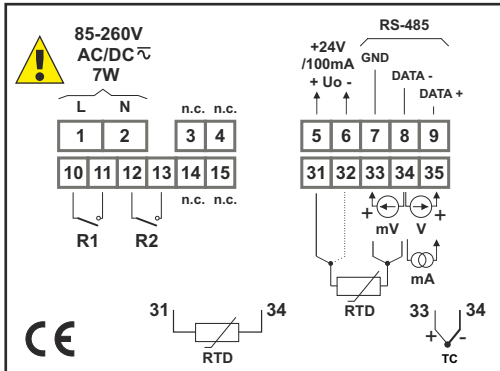 85-260V
AC/DC
7W
L N
n.c. n.c.
1 2 3 4
10 11 12 13 14 15
n.c. n.c.
R1 R2
RS-485
+24V
/100mA
GND
+ Uo -
DATA -
DATA +
5 6 7 8 9
31 32 33 34 35
+ +
mV V
mA
RTD
31 34
RTD
33 34
+ -
TC
CE